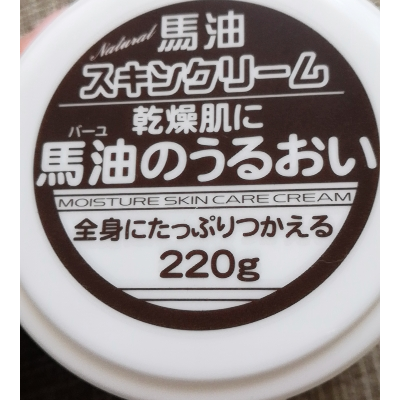 Natural 馬油
スキンクリーム
乾燥肌に
バーユ
馬油のうるおい
MOISTURE SKIN CARE CREAM
全身にたっぷりつかえる
220g